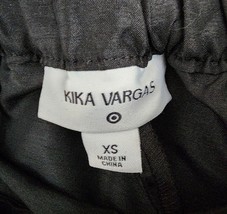 KIKA VARGAS
XS
MADE IN
CHINA